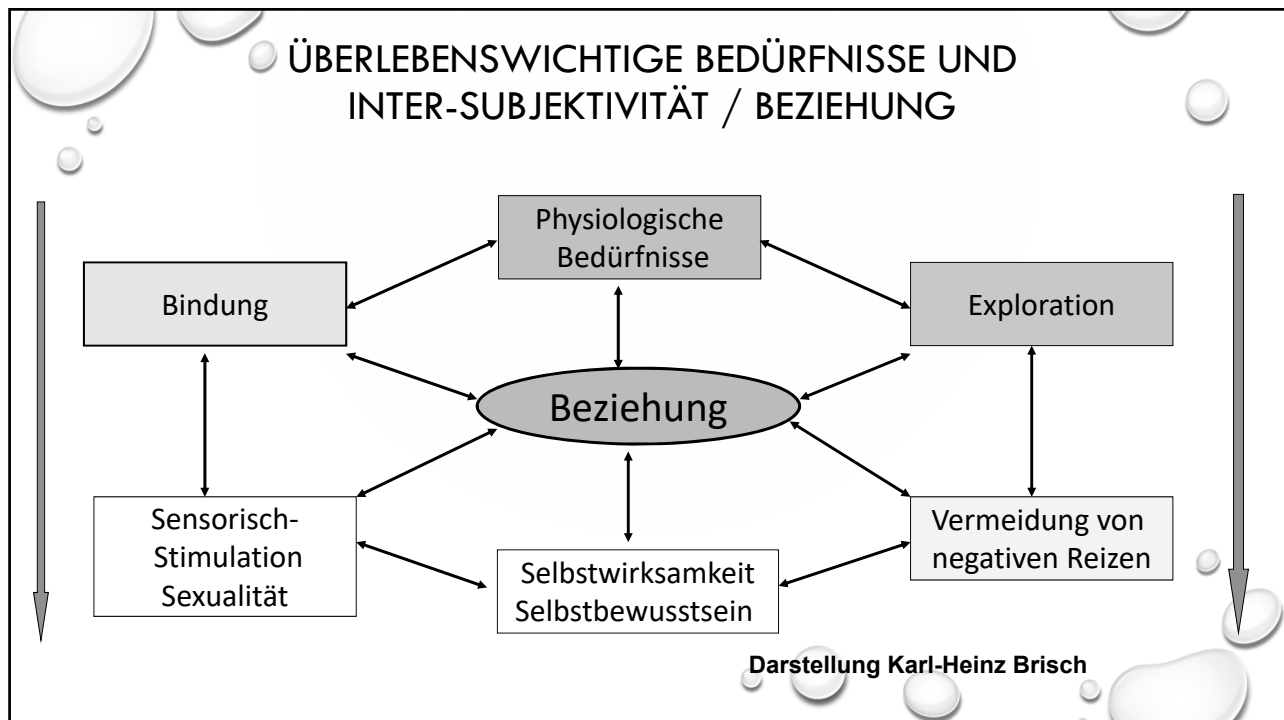 ÜBERLEBENSWICHTIGE BEDÜRFNISSE UND
INTER-SUBJEKTIVITÄT / BEZIEHUNG
Physiologische
Bedürfnisse
Bindung
Exploration
Beziehung
Sensorisch-
Stimulation
Sexualität
Selbstwirksamkeit
Selbstbewusstsein
Vermeidung von
negativen Reizen
Darstellung Karl-Heinz Brisch